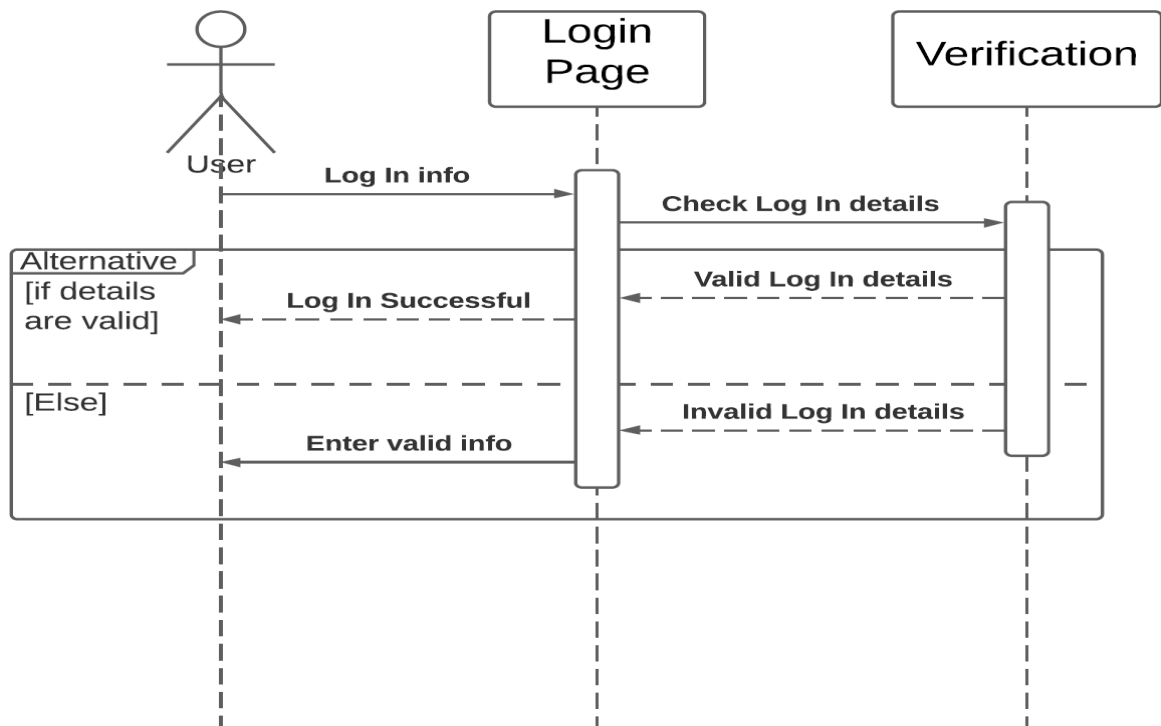 Login
Page
Verification
User
Log In info
Check Log In details
Alternative
[if details
are valid]
Valid Log In details
Log In Successful
[Else]
Invalid Log In details
Enter valid info